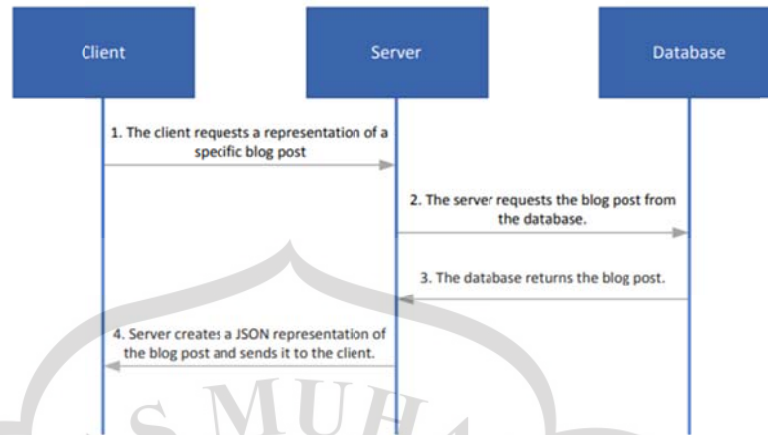 Client
Server
Database
1. The client requests a representation of a
specific blog post
2. The server requests the blog post from
the database.
3. The database returns the blog post.
4. Server creates a JSON representation of
the blog post and sends it to the client.
S MUHA